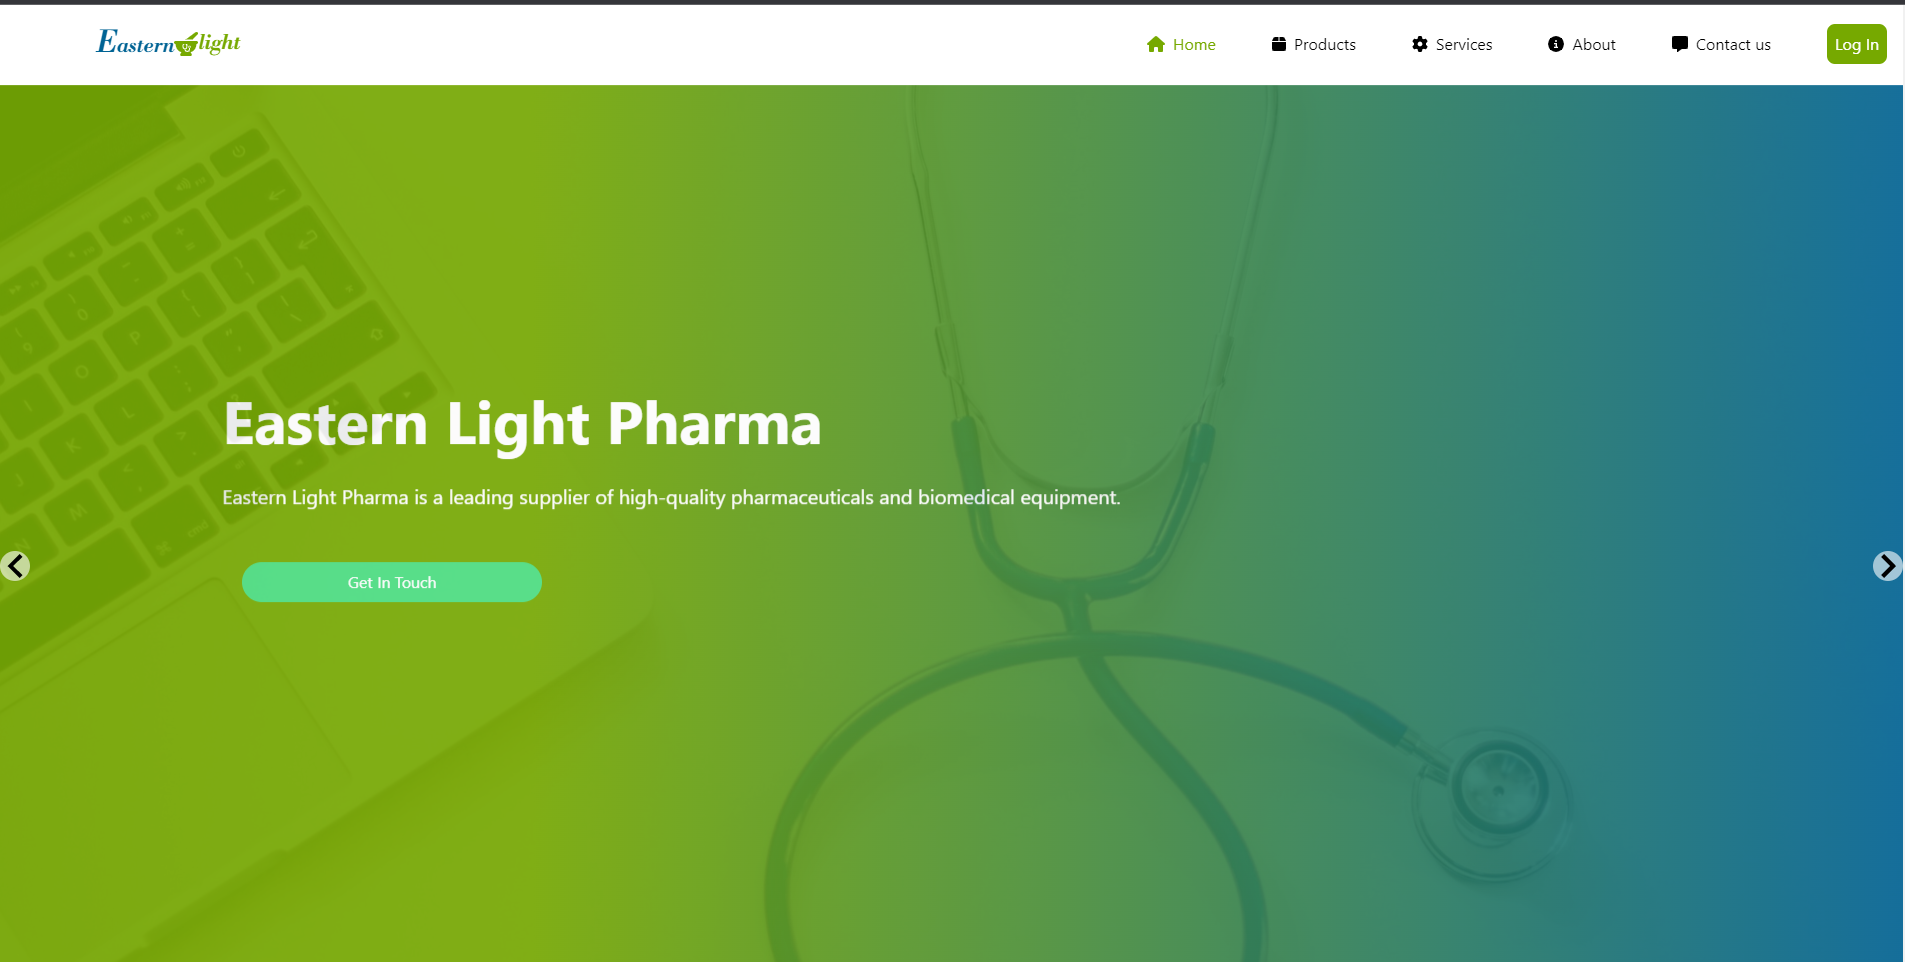 Eastern light
Home
Products
Services
About
Contact us
Log In
Eastern Light Pharma
Eastern Light Pharma is a leading supplier of high-quality pharmaceuticals and biomedical equipment.
Get In Touch